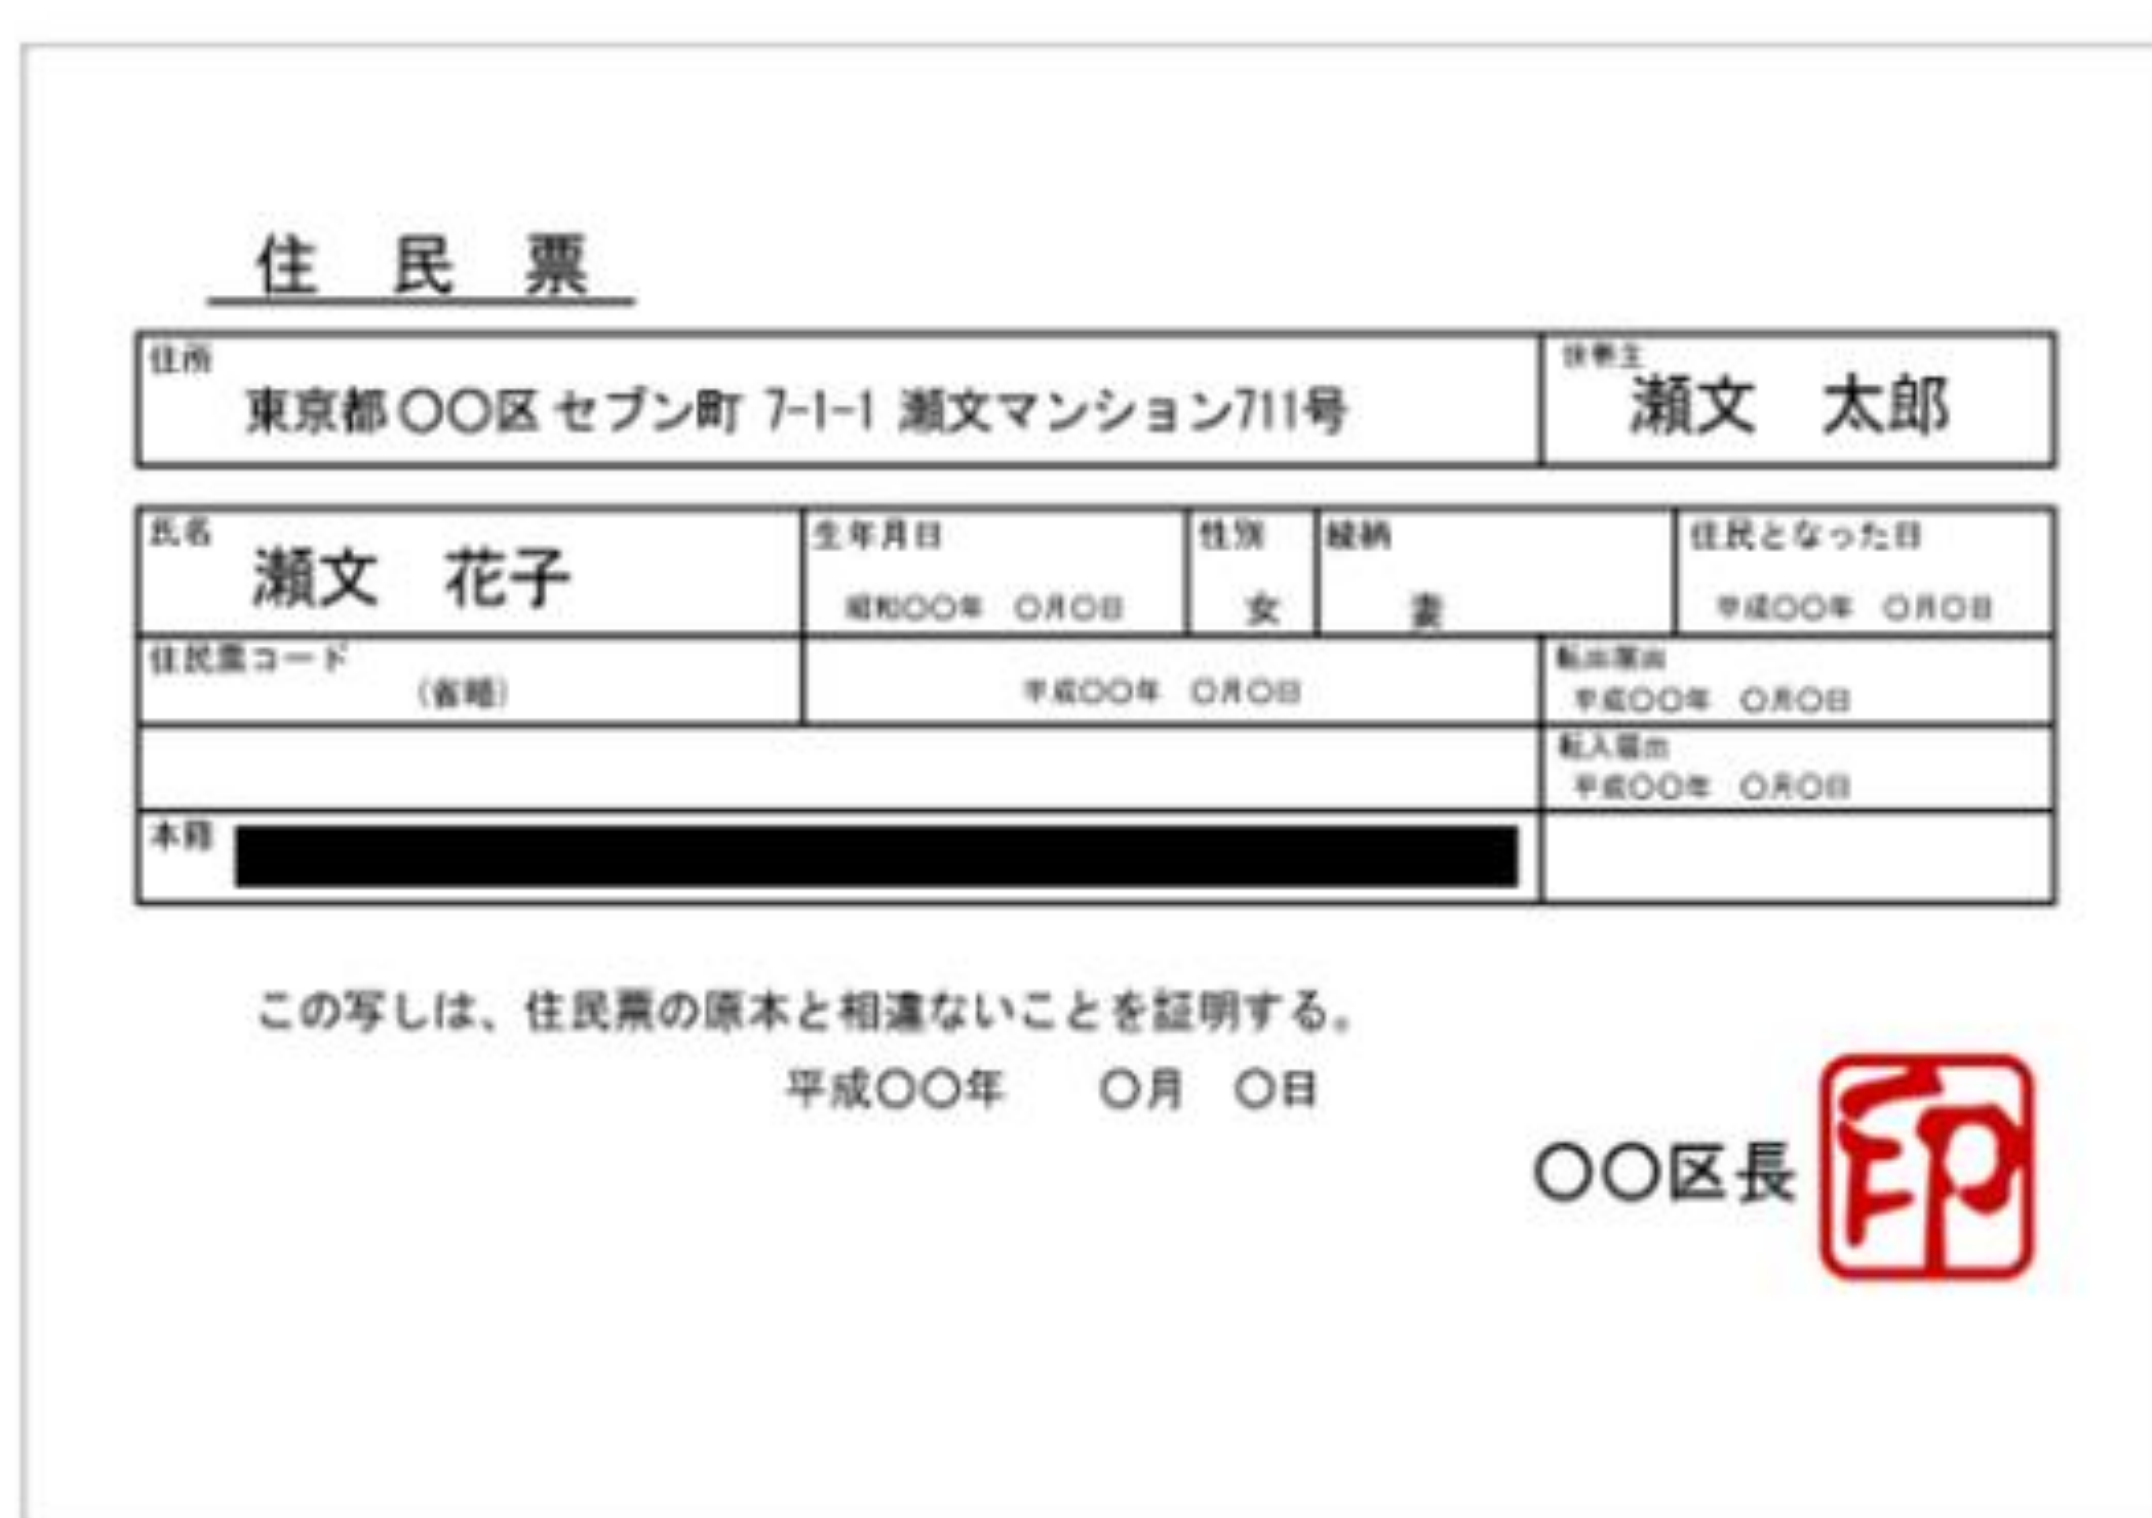 住 民 票
住所
東京都 〇〇区 セブン町 7-1-1 瀬文マンション711号
世帯主
瀬文 太郎
氏名
瀬文 花子
生年月日
昭和〇〇年 〇月〇日
性別
女
続柄
妻
住民となった日
平成〇〇年 〇月〇日
住民票コード
(省略)
平成〇〇年 〇月〇日
転出届出
平成〇〇年 〇月〇日
転入届出
平成〇〇年 〇月〇日
本籍
この写しは、住民票の原本と相違ないことを証明する。
平成〇〇年 〇月 〇日
〇〇区長 印